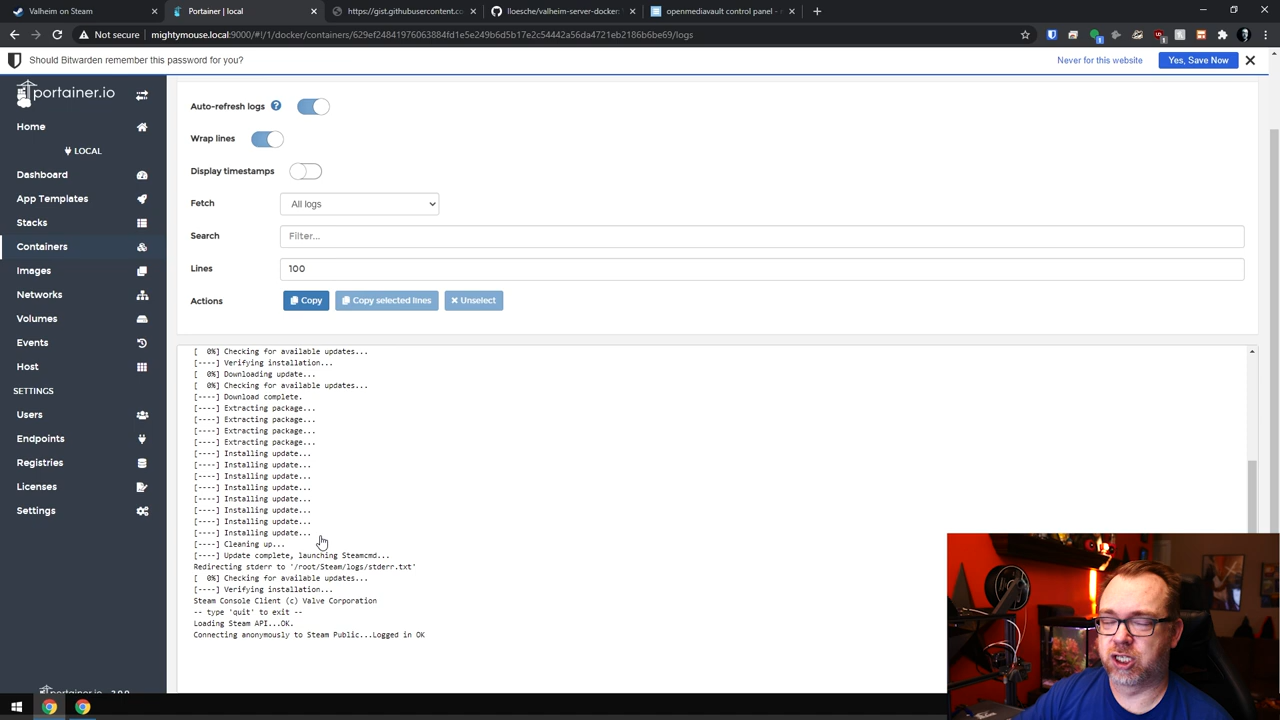 Valheim on Steam
Portainer | local
https://gist.githubusercontent.co
lloesche/valheim-server-docker:
openmediavault control panel - m
Not secure
mightymouse.local:9000/#!/1/docker/containers/629ef24841976063884fd1e5e249b6d5b17e2c54442a56da4721eb2186b6be69/logs
Should Bitwarden remember this password for you?
Never for this website
Yes, Save Now
portainer.io
Home
LOCAL
Dashboard
App Templates
Stacks
Containers
Images
Networks
Volumes
Events
Host
SETTINGS
Users
Endpoints
Registries
Licenses
Settings
portainer.io
Auto-refresh logs
Wrap lines
Display timestamps
Fetch
All logs
Search
Filter...
Lines
100
Actions
Copy
Copy selected lines
Unselect
[ 0%] Checking for available updates...
[----] Verifying installation...
[ 0%] Downloading update...
[ 0%] Checking for available updates...
[----] Download complete.
[----] Extracting package...
[----] Extracting package...
[----] Extracting package...
[----] Extracting package...
[----] Installing update...
[----] Installing update...
[----] Installing update...
[----] Installing update...
[----] Installing update...
[----] Installing update...
[----] Installing update...
[----] Installing update...
[----] Cleaning up...
[----] Update complete, launching Steamcmd...
Redirecting stderr to '/root/Steam/logs/stderr.txt'
[ 0%] Checking for available updates...
[----] Verifying installation...
Steam Console Client (c) Valve Corporation
-- type 'quit' to exit --
Loading Steam API...OK.
Connecting anonymously to Steam Public...Logged in OK